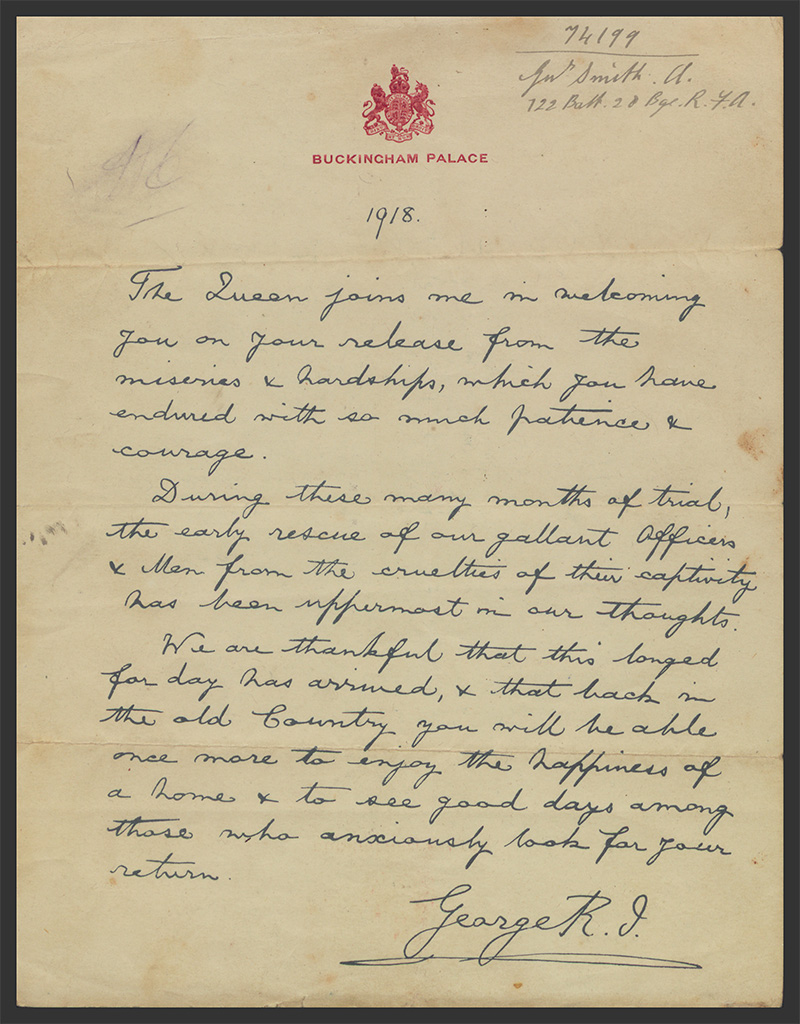 74199
Gnr Smith. A.
122 Batt. 28 Bge. R. F. A.
BUCKINGHAM PALACE
1918.
The Queen joins me in welcoming
you on your release from the
miseries & hardships, which you have
endured with so much patience &
courage.
During these many months of trial,
the early rescue of our gallant Officers
& Men from the cruelties of their captivity
has been uppermost in our thoughts.
We are thankful that this longed
for day has arrived, & that back in
the old Country you will be able
once more to enjoy the happiness of
a home & to see good days among
those who anxiously look for your
return.
George R. I.